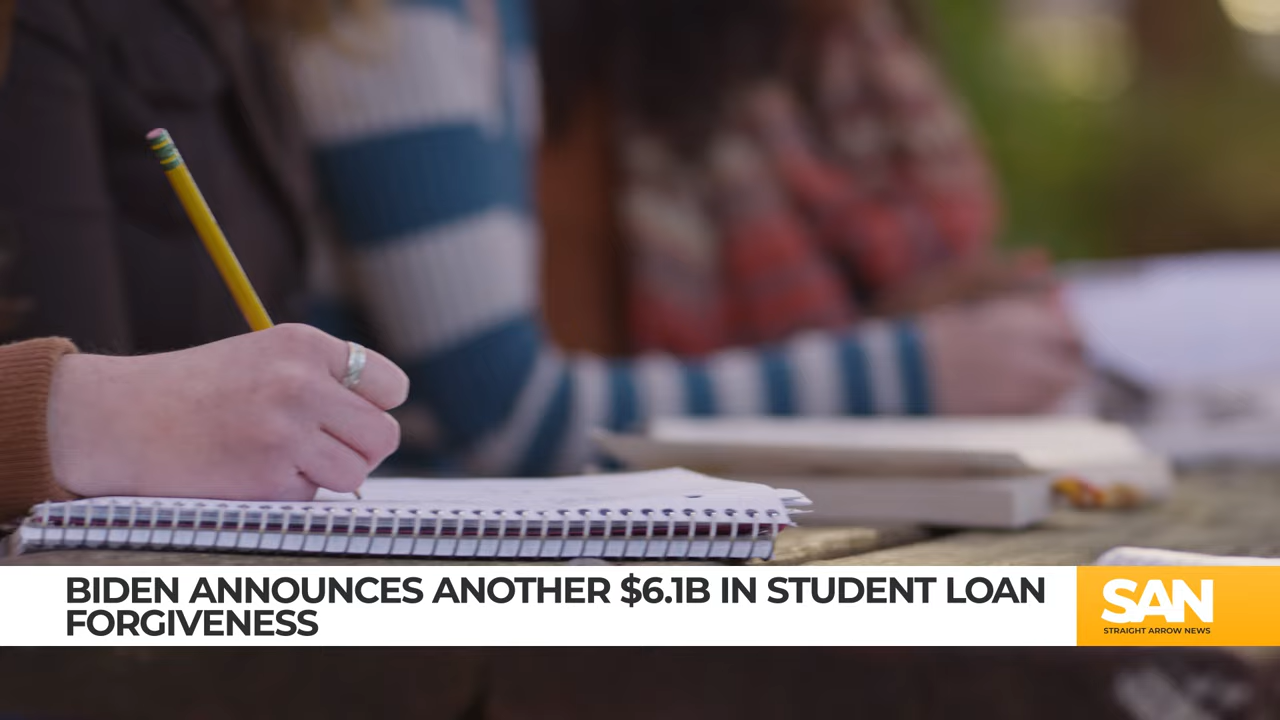 BIDEN ANNOUNCES ANOTHER $6.1B IN STUDENT LOAN
FORGIVENESS
SAN
STRAIGHT ARROW NEWS